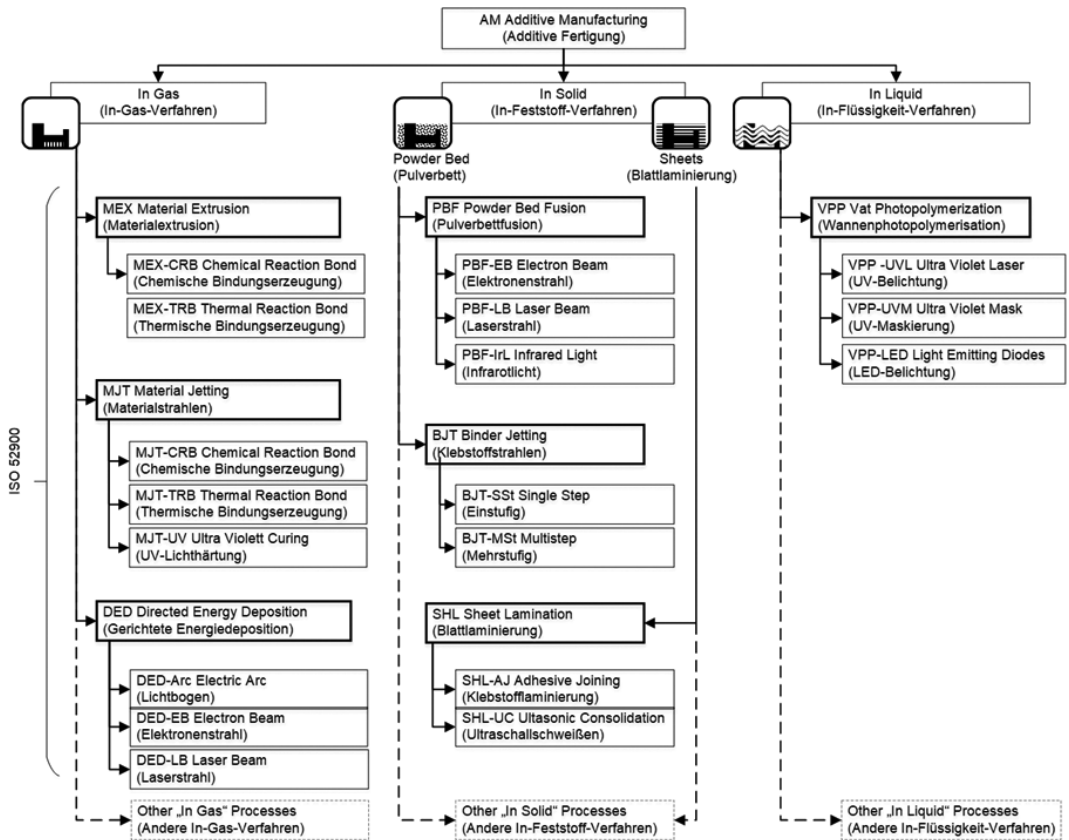 AM Additive Manufacturing
(Additive Fertigung)
In Gas
(In-Gas-Verfahren)
In Solid
(In-Feststoff-Verfahren)
In Liquid
(In-Flüssigkeit-Verfahren)
Powder Bed
(Pulverbett)
Sheets
(Blattlaminierung)
ISO 52900
MEX Material Extrusion
(Materialextrusion)
MEX-CRB Chemical Reaction Bond
(Chemische Bindungserzeugung)
MEX-TRB Thermal Reaction Bond
(Thermische Bindungserzeugung)
MJT Material Jetting
(Materialstrahlen)
MJT-CRB Chemical Reaction Bond
(Chemische Bindungserzeugung)
MJT-TRB Thermal Reaction Bond
(Thermische Bindungserzeugung)
MJT-UV Ultra Violett Curing
(UV-Lichthärtung)
DED Directed Energy Deposition
(Gerichtete Energiedeposition)
DED-Arc Electric Arc
(Lichtbogen)
DED-EB Electron Beam
(Elektronenstrahl)
DED-LB Laser Beam
(Laserstrahl)
Other „In Gas“ Processes
(Andere In-Gas-Verfahren)
PBF Powder Bed Fusion
(Pulverbettfusion)
PBF-EB Electron Beam
(Elektronenstrahl)
PBF-LB Laser Beam
(Laserstrahl)
PBF-IrL Infrared Light
(Infrarotlicht)
BJT Binder Jetting
(Klebstoffstrahlen)
BJT-SSt Single Step
(Einstufig)
BJT-MSt Multistep
(Mehrstufig)
SHL Sheet Lamination
(Blattlaminierung)
SHL-AJ Adhesive Joining
(Klebstofflaminierung)
SHL-UC Ultasonic Consolidation
(Ultraschallschweißen)
Other „In Solid“ Processes
(Andere In-Feststoff-Verfahren)
VPP Vat Photopolymerization
(Wannenphotopolymerisation)
VPP -UVL Ultra Violet Laser
(UV-Belichtung)
VPP-UVM Ultra Violet Mask
(UV-Maskierung)
VPP-LED Light Emitting Diodes
(LED-Belichtung)
Other „In Liquid“ Processes
(Andere In-Flüssigkeit-Verfahren)